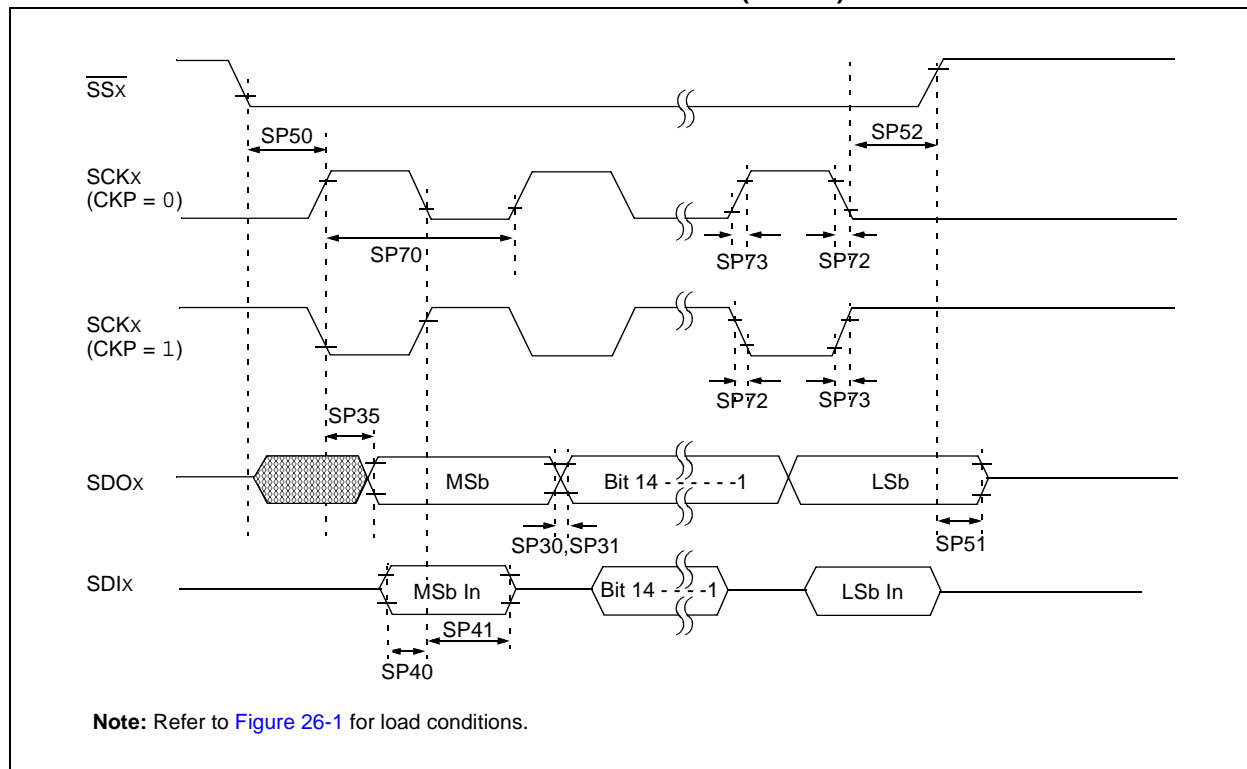 SSx
SP50
SP52
SCKx
(CKP = 0)
SP70
SP73
SP72
SCKx
(CKP = 1)
SP72
SP73
SP35
SDOx
MSb
Bit 14 - - - - - -1
LSb
SP30,SP31
SP51
SDIx
MSb In
Bit 14 - - - -1
LSb In
SP41
SP40
Note: Refer to Figure 26-1 for load conditions.